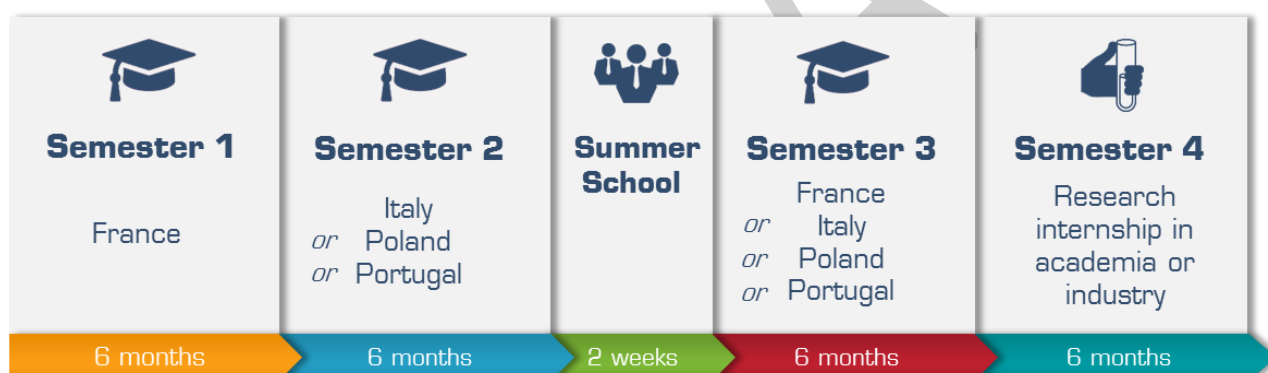 Semester 1
France
6 months
Semester 2
Italy
or Poland
or Portugal
6 months
Summer
School
2 weeks
Semester 3
France
or Italy
or Poland
or Portugal
6 months
Semester 4
Research
internship in
academia or
industry
6 months